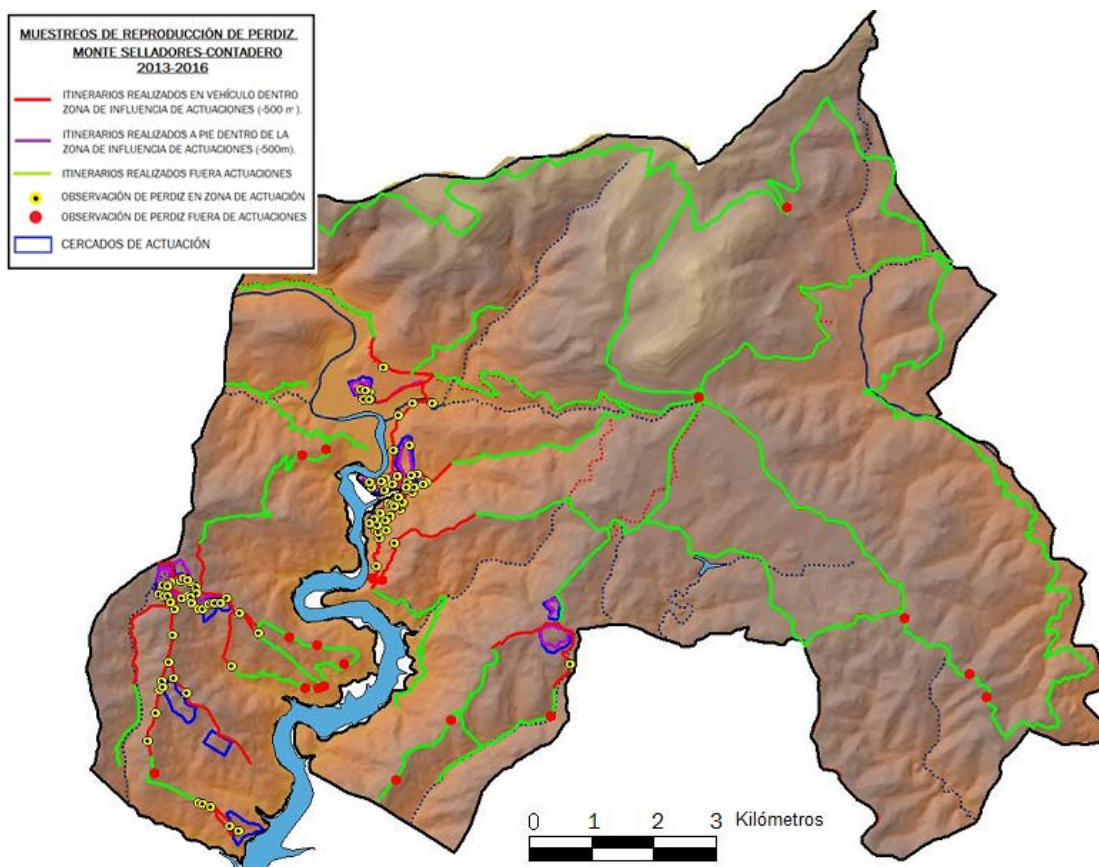 MUESTREOS DE REPRODUCCIÓN DE PERDIZ
MONTE SELLADORES-CONTADERO
2013-2016
ITINERARIOS REALIZADOS EN VEHÍCULO DENTRO
ZONA DE INFLUENCIA DE ACTUACIONES (-500 m).
ITINERARIOS REALIZADOS A PIE DENTRO DE LA
ZONA DE INFLUENCIA DE ACTUACIONES (-500m).
ITINERARIOS REALIZADOS FUERA ACTUACIONES
OBSERVACIÓN DE PERDIZ EN ZONA DE ACTUACIÓN
OBSERVACIÓN DE PERDIZ FUERA DE ACTUACIONES
CERCADOS DE ACTUACIÓN
0 1 2 3 Kilómetros